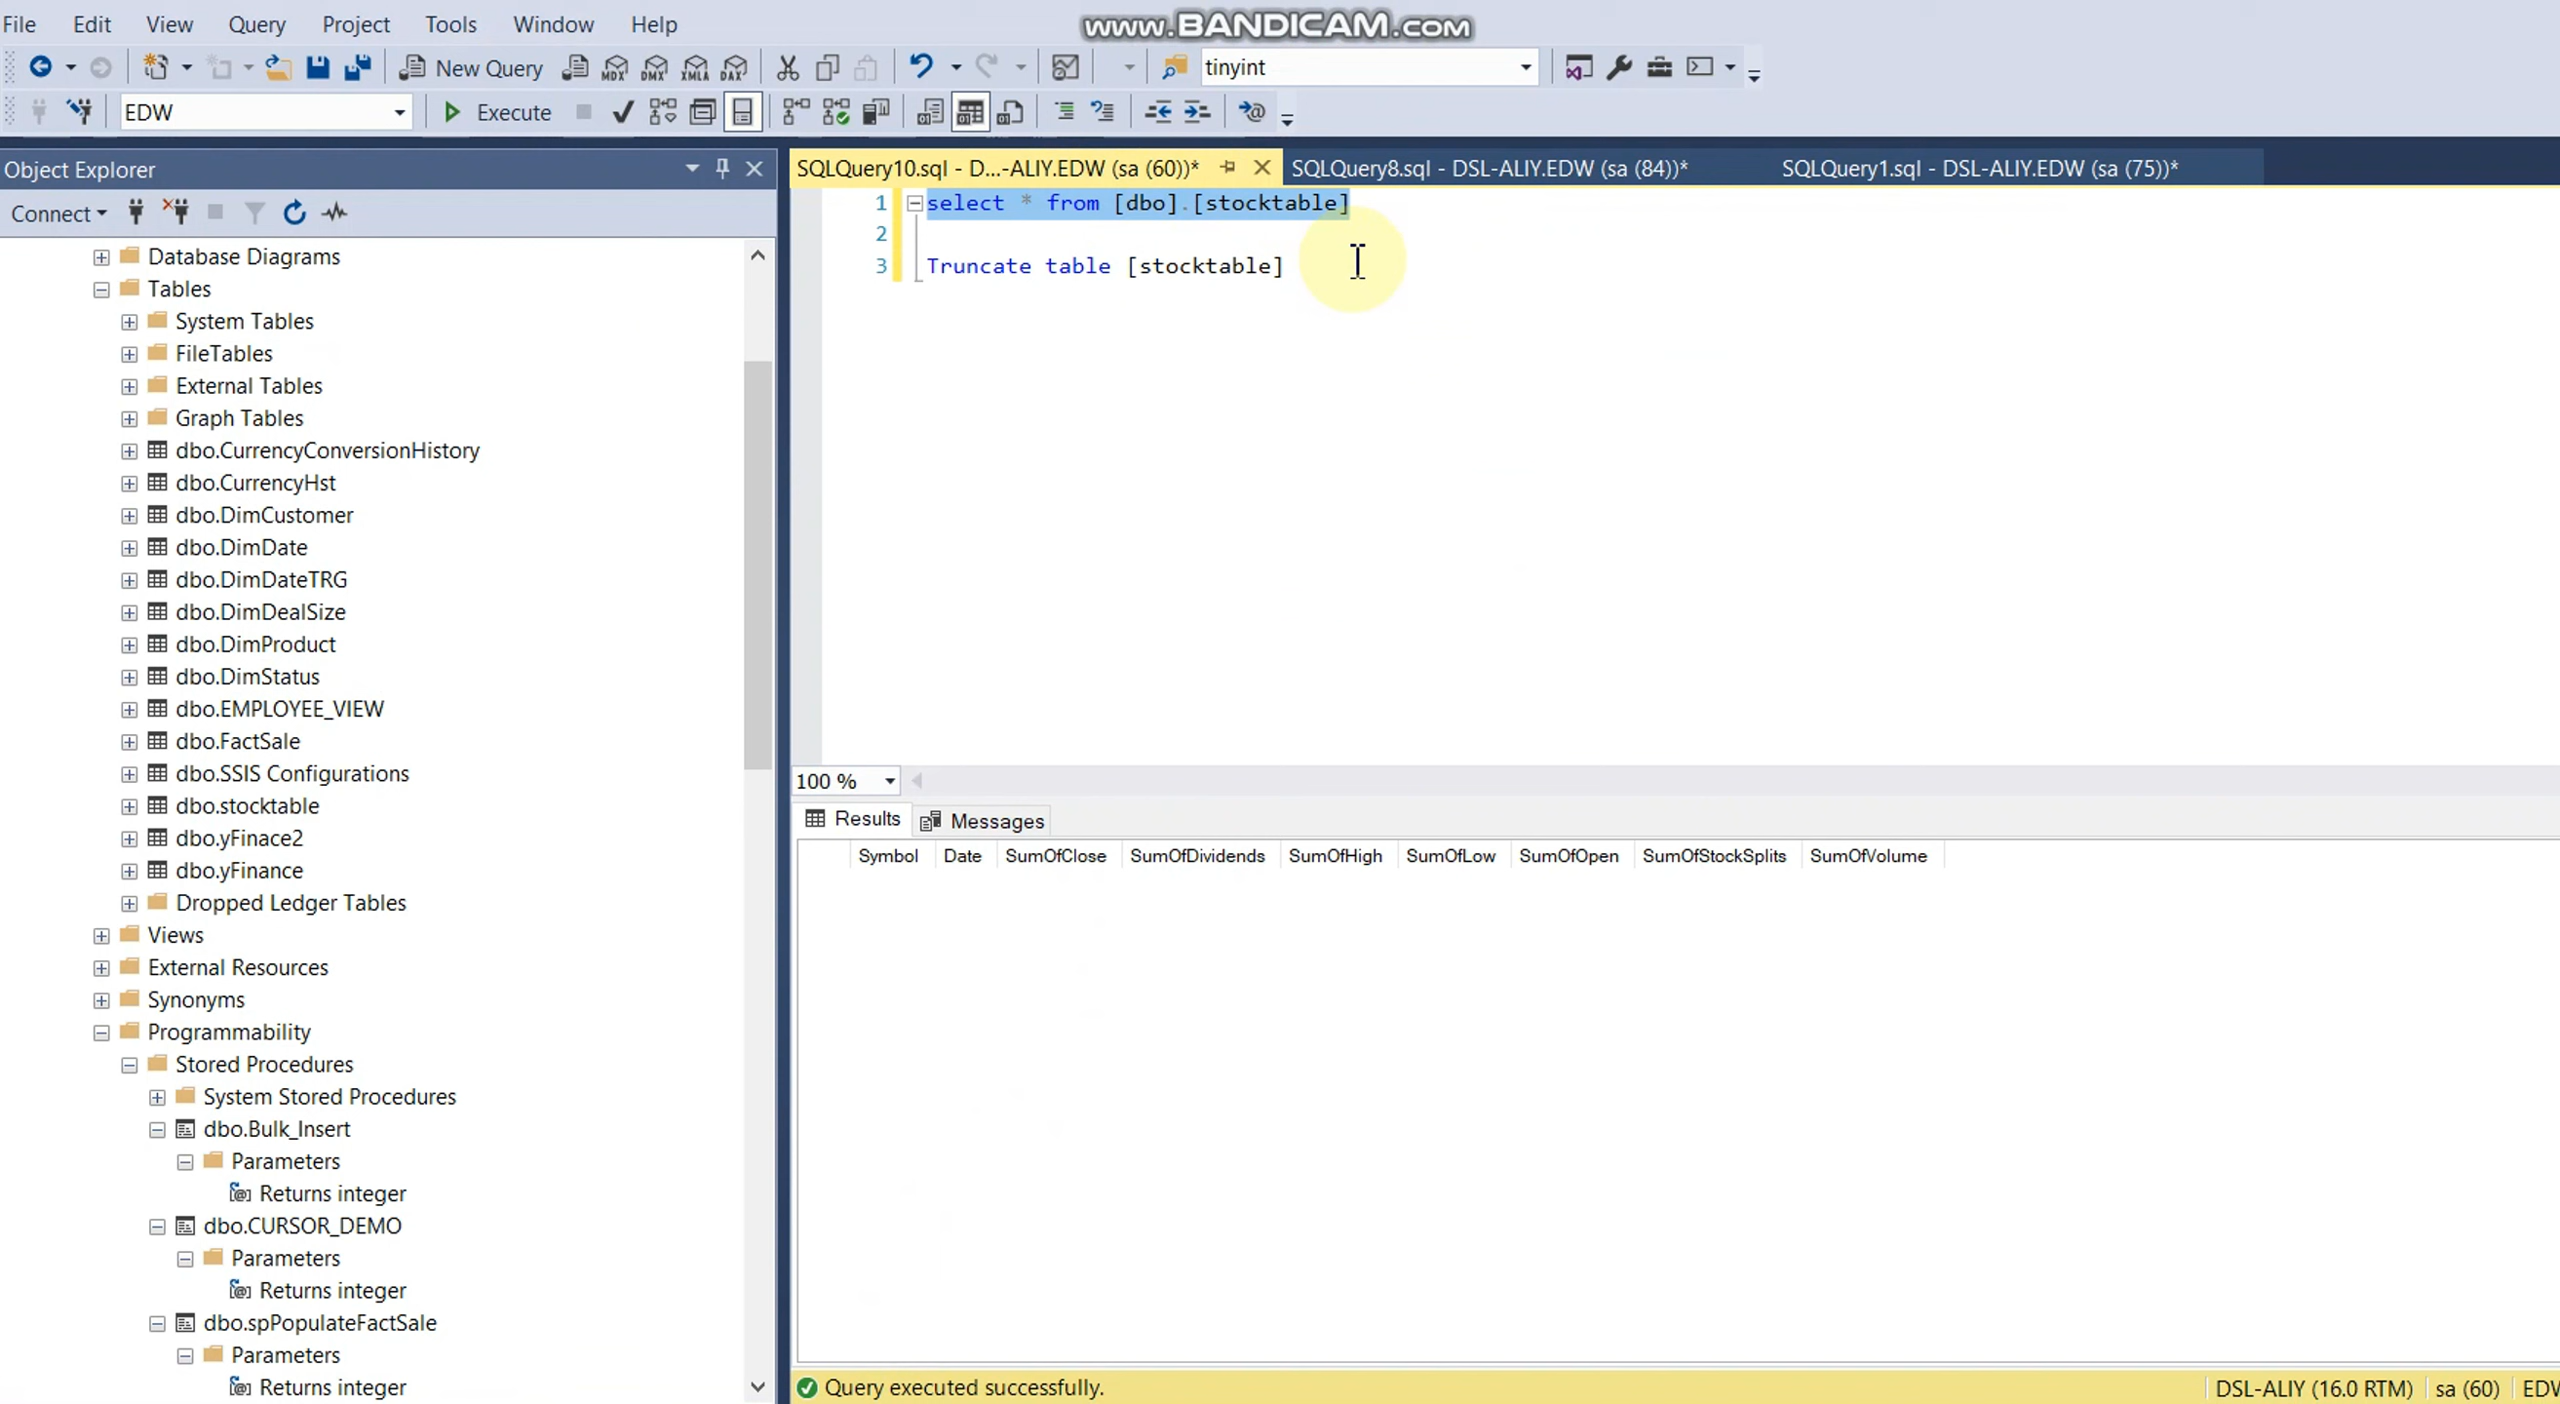 File Edit View Query Project Tools Window Help
www.BANDICAM.com
New Query MDX DMX XMLA DAX tinyint
EDW Execute
Object Explorer
Connect
Database Diagrams
Tables
System Tables
FileTables
External Tables
Graph Tables
dbo.CurrencyConversionHistory
dbo.CurrencyHst
dbo.DimCustomer
dbo.DimDate
dbo.DimDateTRG
dbo.DimDealSize
dbo.DimProduct
dbo.DimStatus
dbo.EMPLOYEE_VIEW
dbo.FactSale
dbo.SSIS Configurations
dbo.stocktable
dbo.yFinace2
dbo.yFinance
Dropped Ledger Tables
Views
External Resources
Synonyms
Programmability
Stored Procedures
System Stored Procedures
dbo.Bulk_Insert
Parameters
Returns integer
dbo.CURSOR_DEMO
Parameters
Returns integer
dbo.spPopulateFactSale
Parameters
Returns integer
SQLQuery10.sql - D...-ALIY.EDW (sa (60))* SQLQuery8.sql - DSL-ALIY.EDW (sa (84))* SQLQuery1.sql - DSL-ALIY.EDW (sa (75))*
1 select * from [dbo].[stocktable]
2
3 Truncate table [stocktable]
100 %
Results Messages
Symbol Date SumOfClose SumOfDividends SumOfHigh SumOfLow SumOfOpen SumOfStockSplits SumOfVolume
Query executed successfully. DSL-ALIY (16.0 RTM) sa (60) EDW